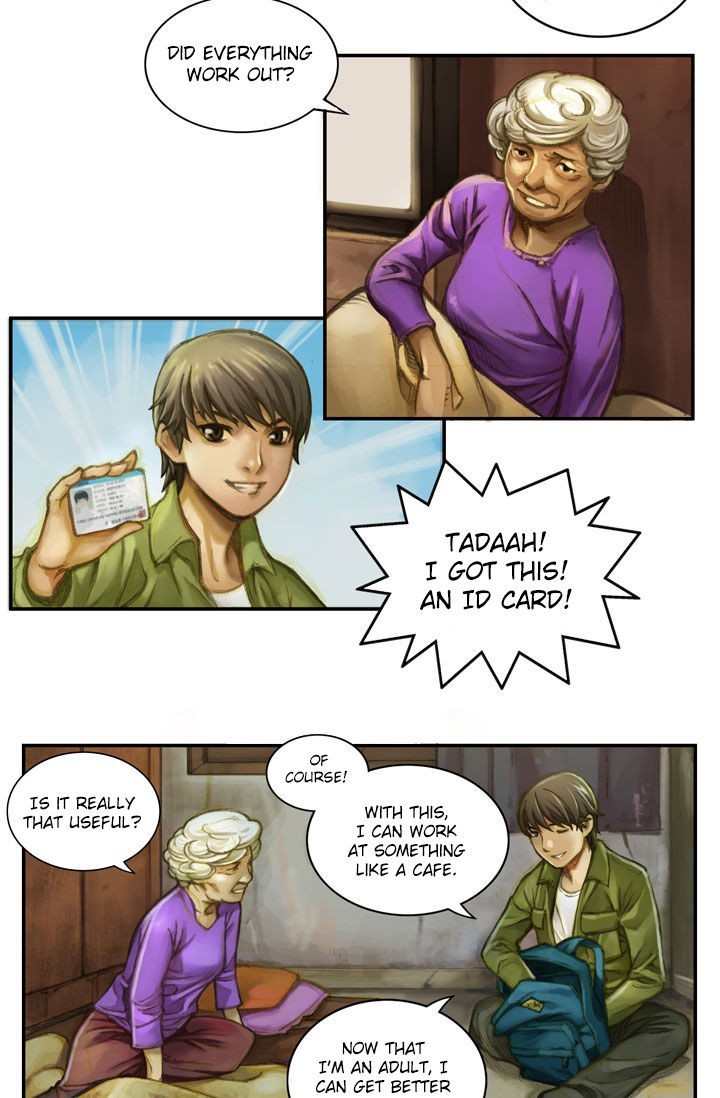 DID EVERYTHING
WORK OUT?
TADAAH!
I GOT THIS!
AN ID CARD!
IS IT REALLY
THAT USEFUL?
OF
COURSE!
WITH THIS,
I CAN WORK
AT SOMETHING
LIKE A CAFE.
NOW THAT
I'M AN ADULT, I
CAN GET BETTER